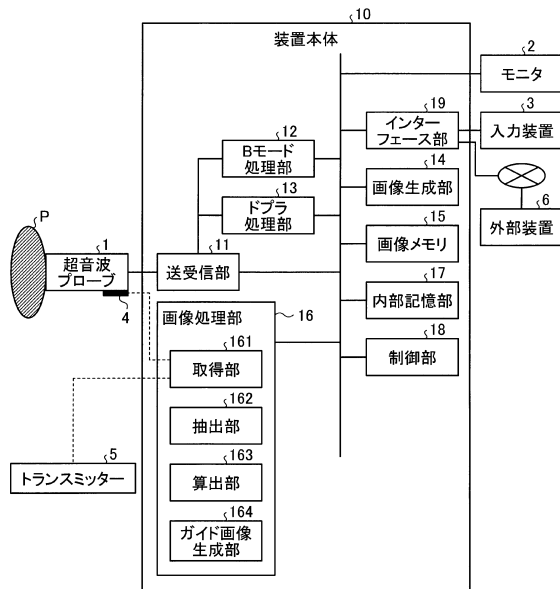 10
装置本体
2
モニタ
19
インター
フェース部
3
入力装置
12
Bモード
処理部
14
画像生成部
13
ドプラ
処理部
6
外部装置
P
1
超音波
プローブ
11
送受信部
15
画像メモリ
4
17
内部記憶部
画像処理部
16
161
取得部
18
制御部
162
抽出部
5
トランスミッター
163
算出部
164
ガイド画像
生成部